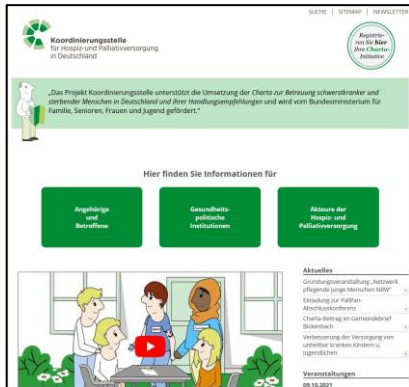 SUCHE | SITEMAP | NEWSLETTER
Koordinierungsstelle
für Hospiz-und Palliativversorgung
in Deutschland
Registrie-
ren Sie hier
Ihre Charta-
Initiative
„Das Projekt Koordinierungsstelle unterstützt die Umsetzung der Charta zur Betreuung schwerstkranker und
sterbender Menschen in Deutschland und ihrer Handlungsempfehlungen und wird vom Bundesministerium für
Familie, Senioren, Frauen und Jugend gefördert."
Hier finden Sie Informationen für
Angehörige
und
Betroffene
Gesundheits-
politische
Institutionen
Akteure der
Hospiz- und
Palliativversorgung
Aktuelles
Gründungsveranstaltung „Netzwerk
pflegende junge Menschen NRW"
Einladung zur PallPan-
Abschlusskonferenz
Charta-Beitrag im Gemeindebrief
Bickenbach
Verbesserung der Versorgung von
unheilbar kranken Kindern u.
Jugendlichen
Veranstaltungen
09.10.2021